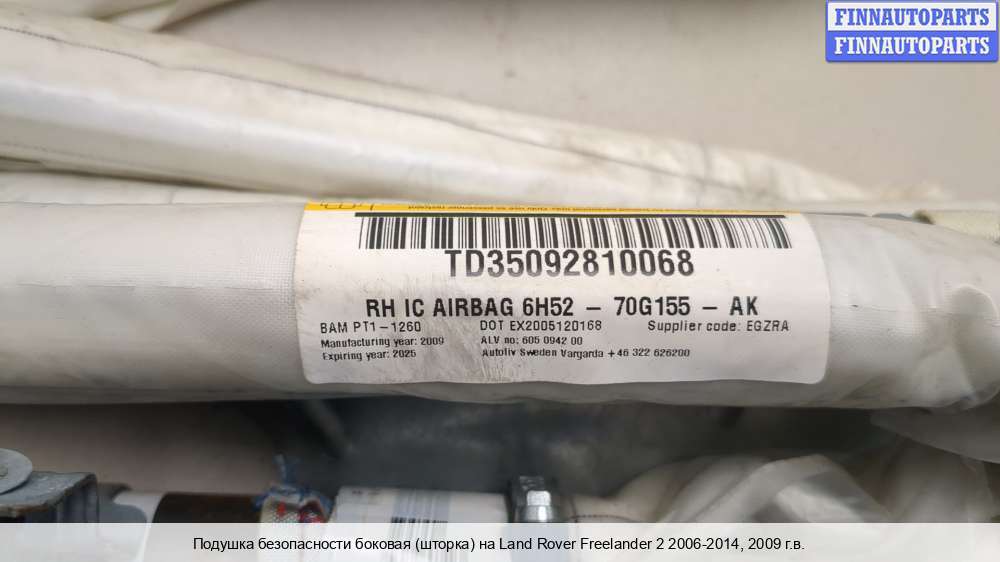 FINNAUTOPARTS
FINNAUTOPARTS
TD35092810068
RH IC AIRBAG 6H52 - 70G155 - AK
BAM PT1-1260 DOT EX2005120168 Supplier code: EGZRA
Manufacturing year: 2009 ALV no: 605 0942 00
Expiring year: 2025 Autoliv Sweden Vargarda +46 322 626200
Подушка безопасности боковая (шторка) на Land Rover Freelander 2 2006-2014, 2009 г.в.